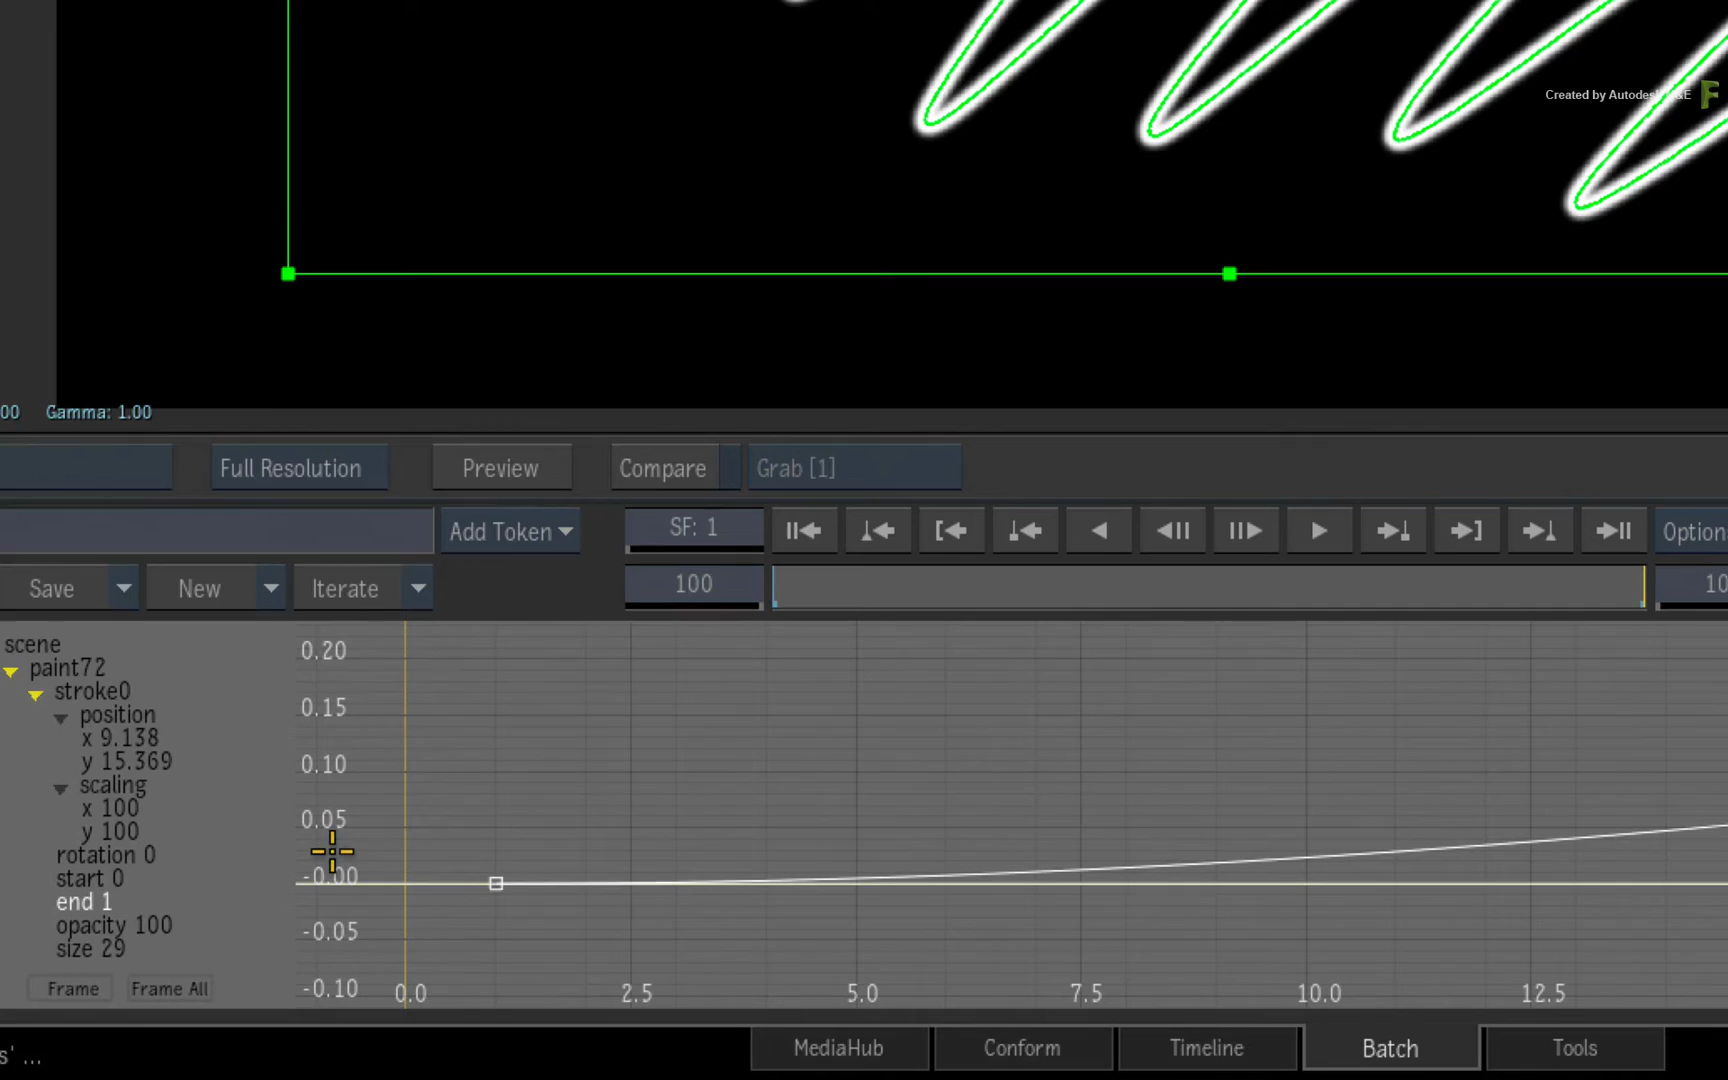 Created by Autodesk M&E
00 Gamma: 1.00
Full Resolution Preview Compare Grab [1]
Add Token SF: 1 Option
Save New Iterate 100 10
scene
paint72
stroke0
position
x 9.138
y 15.369
scaling
x 100
y 100
rotation 0
start 0
end 1
opacity 100
size 29
Frame Frame All
0.20
0.15
0.10
0.05
-0.00
-0.05
-0.10
0.0 2.5 5.0 7.5 10.0 12.5
s' ...
MediaHub Conform Timeline Batch Tools